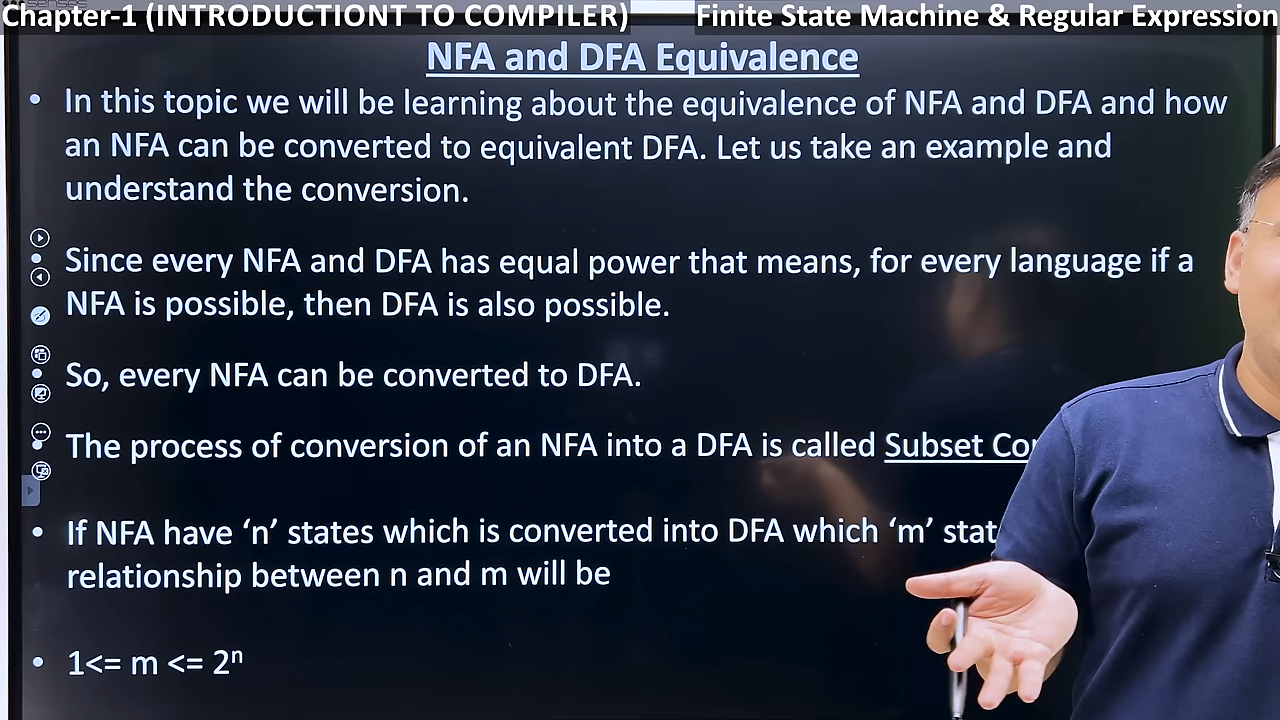 Chapter-1 (INTRODUCTIONT TO COMPILER) Finite State Machine & Regular Expression
NFA and DFA Equivalence
• In this topic we will be learning about the equivalence of NFA and DFA and how
an NFA can be converted to equivalent DFA. Let us take an example and
understand the conversion.
• Since every NFA and DFA has equal power that means, for every language if a
NFA is possible, then DFA is also possible.
• So, every NFA can be converted to DFA.
• The process of conversion of an NFA into a DFA is called Subset
• If NFA have ‘n’ states which is converted into DFA which ‘m’
relationship between n and m will be
• 1<= m <= 2ⁿ